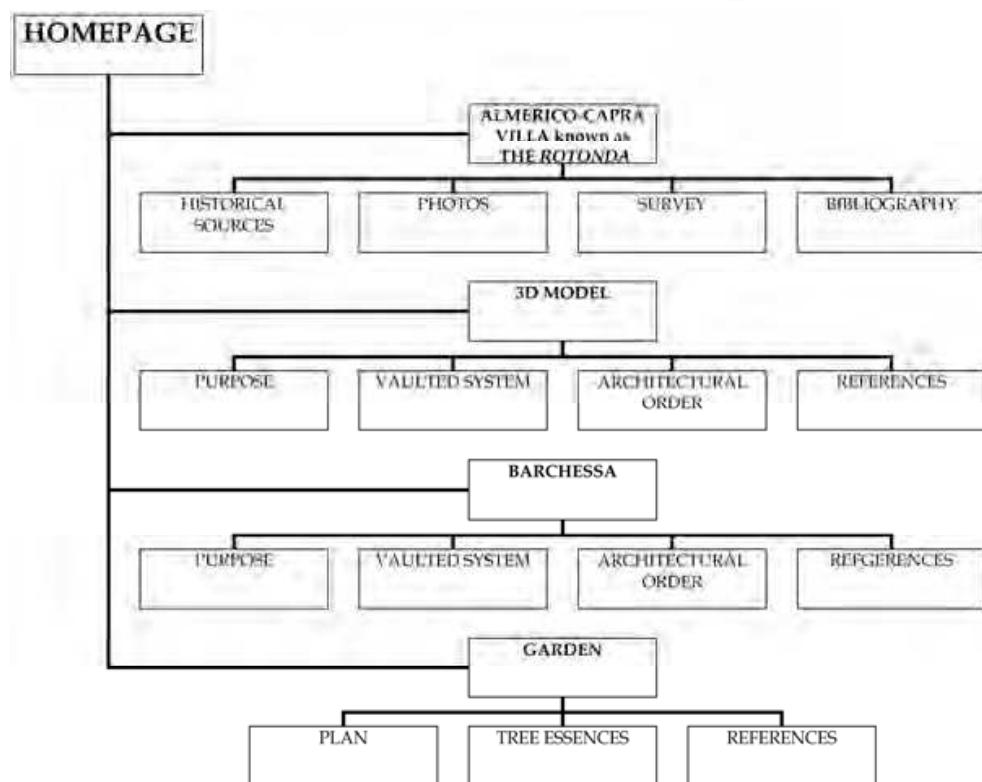 HOMEPAGE
ALMERICO-CAPRA
VILLA known as
THE ROTONDA
HISTORICAL
SOURCES
PHOTOS
SURVEY
BIBLIOGRAPHY
3D MODEL
PURPOSE
VAULTED SYSTEM
ARCHITECTURAL
ORDER
REFERENCES
BARCHESSA
PURPOSE
VAULTED SYSTEM
ARCHITECTURAL
ORDER
REFGERENCES
GARDEN
PLAN
TREE ESSENCES
REFERENCES